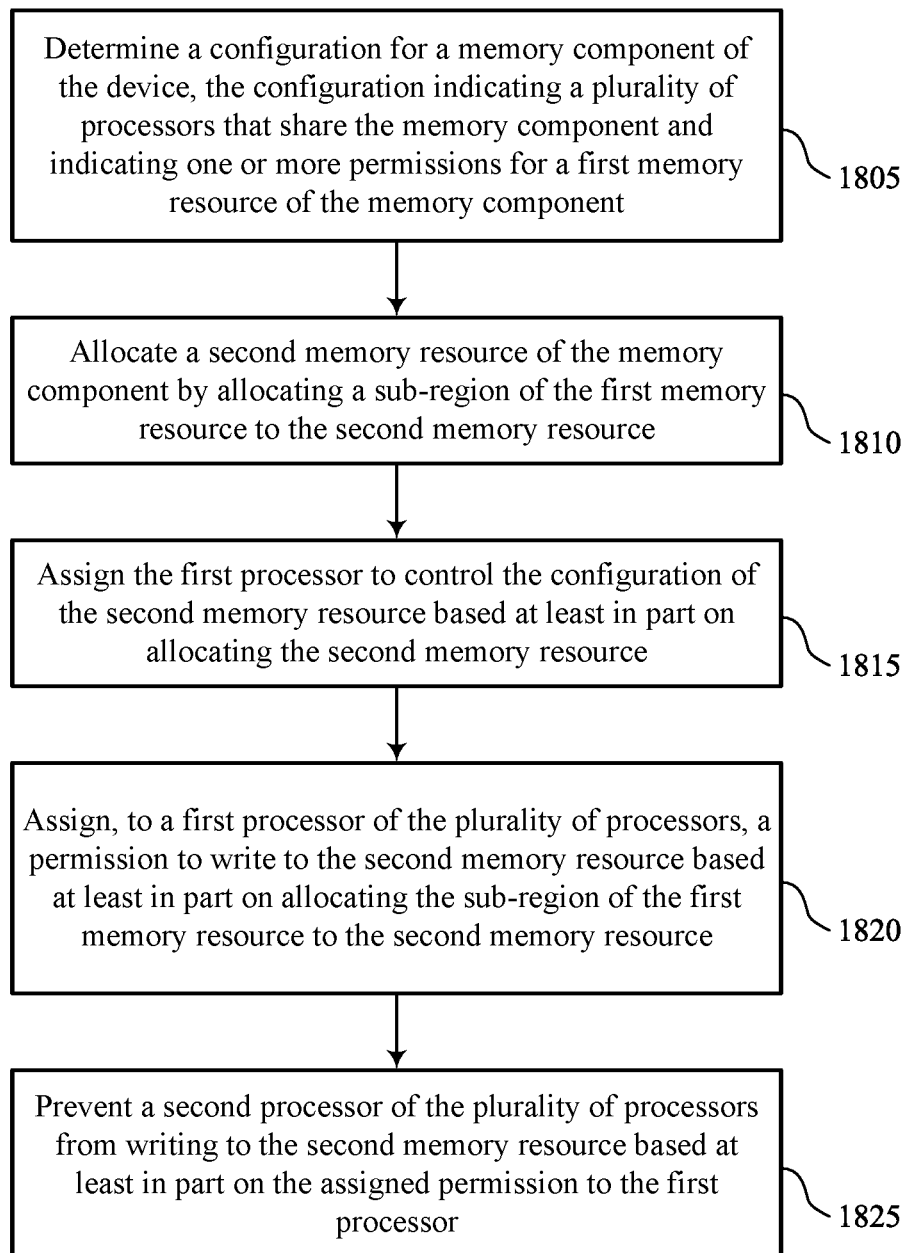 Determine a configuration for a memory component of
the device, the configuration indicating a plurality of
processors that share the memory component and
indicating one or more permissions for a first memory
resource of the memory component
1805
Allocate a second memory resource of the memory
component by allocating a sub-region of the first memory
resource to the second memory resource
1810
Assign the first processor to control the configuration of
the second memory resource based at least in part on
allocating the second memory resource
1815
Assign, to a first processor of the plurality of processors, a
permission to write to the second memory resource based
at least in part on allocating the sub-region of the first
memory resource to the second memory resource
1820
Prevent a second processor of the plurality of processors
from writing to the second memory resource based at
least in part on the assigned permission to the first
processor
1825